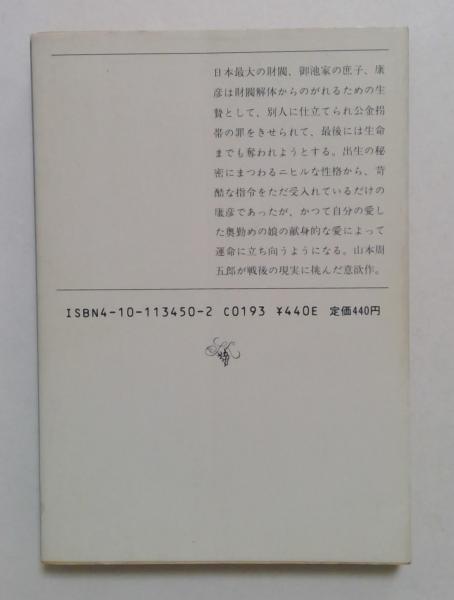 日本最大の財閥、御池家の庶子、康
彦は財閥解体からのがれるための生
贄として、別人に仕立てられ公金拐
帯の罪をきせられて、最後には生命
までも奪われようとする。出生の秘
密にまつわるニヒルな性格から、苛
酷な指令をただ受入れているだけの
康彦であったが、かつて自分の愛し
た奥勤めの娘の献身的な愛によって
運命に立ち向うようになる。山本周
五郎が戦後の現実に挑んだ意欲作。
ISBN4-10-113450-2 C0193 ¥440E 定価440円